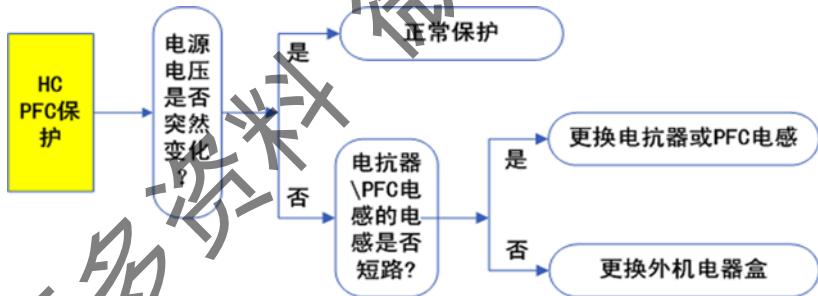 HC
PFC保
护
电源
电压
是否
突然
变化
?
是
正常保护
否
电抗器
\PFC电
感的电
感是否
短路?
是
更换电抗器或PFC电感
否
更换外机电器盒
多资料